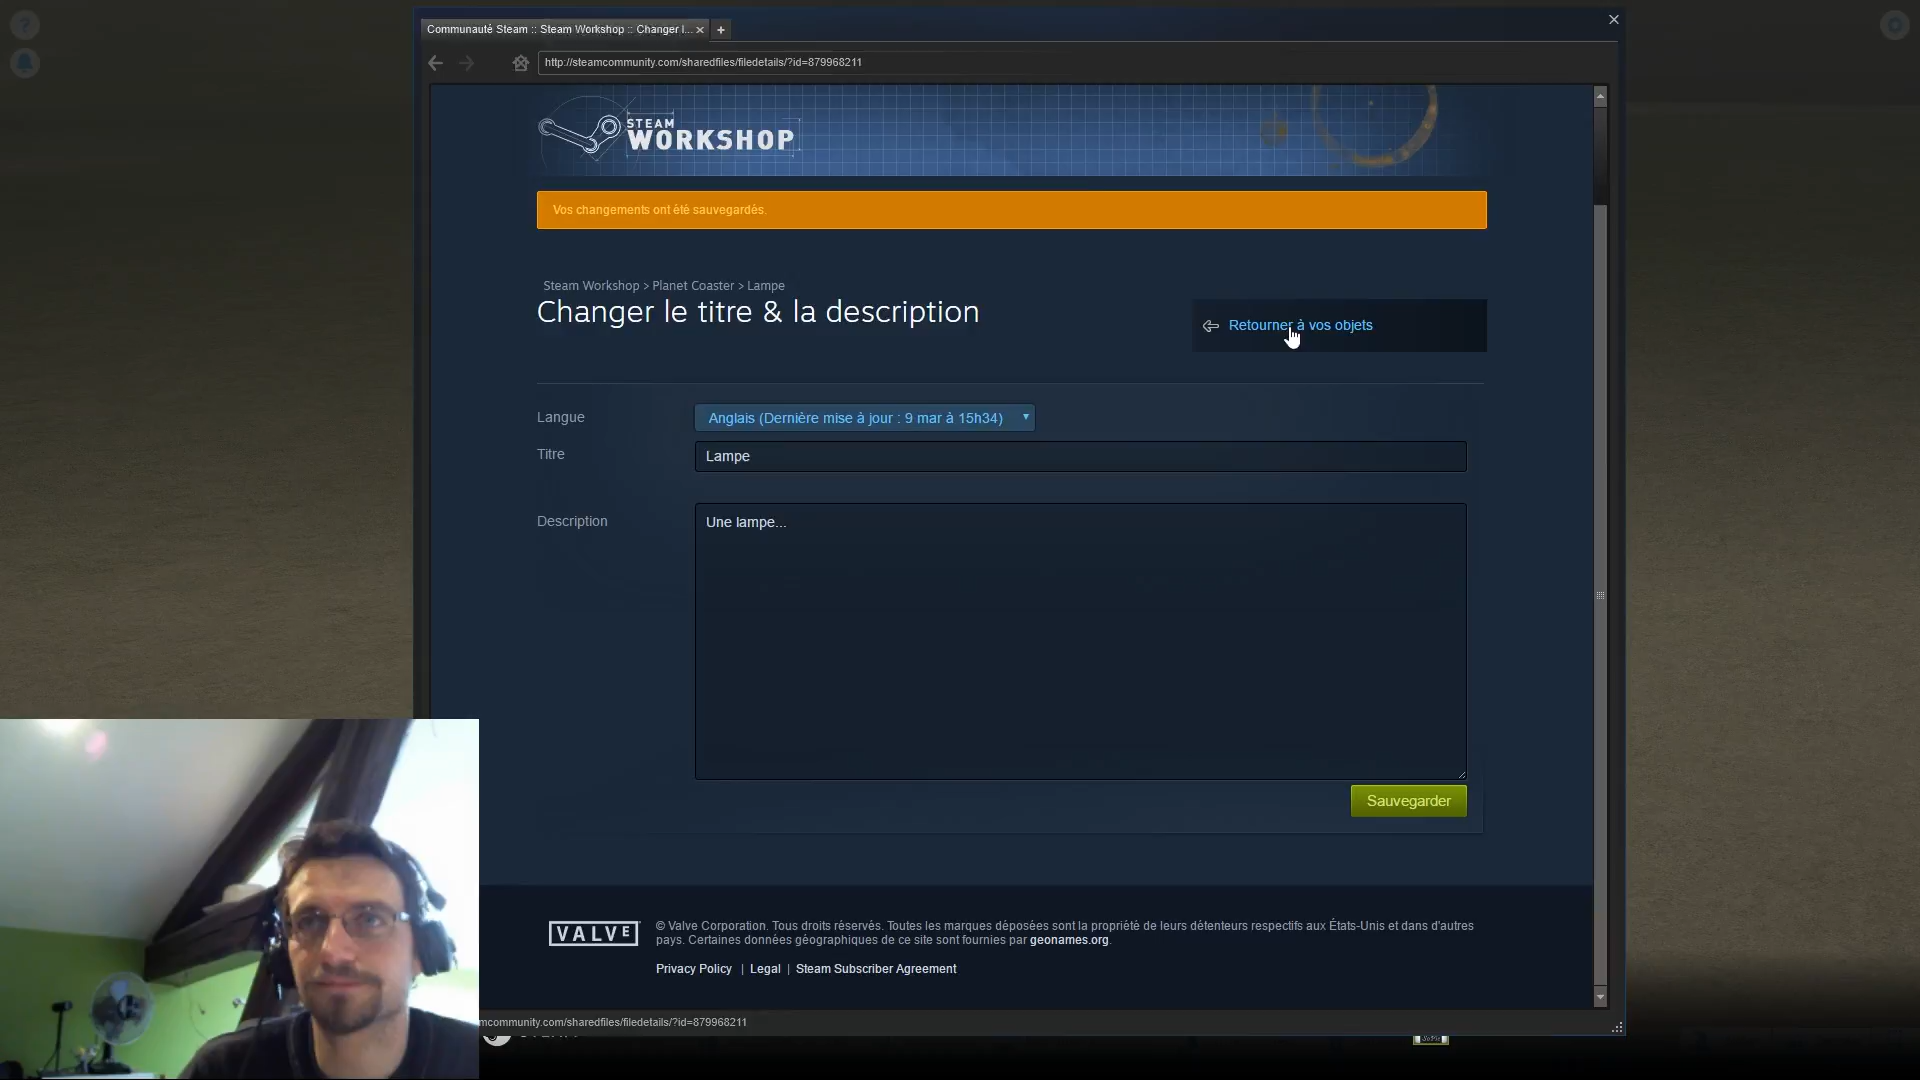 Communauté Steam :: Steam Workshop :: Changer l...
http://steamcommunity.com/sharedfiles/filedetails/?id=879968211
STEAM
WORKSHOP
Vos changements ont été sauvegardés.
Steam Workshop > Planet Coaster > Lampe
Changer le titre & la description
Retourner à vos objets
Langue
Anglais (Dernière mise à jour : 9 mar à 15h34)
Titre
Lampe
Description
Une lampe...
Sauvegarder
VALVE
© Valve Corporation. Tous droits réservés. Toutes les marques déposées sont la propriété de leurs détenteurs respectifs aux États-Unis et dans d'autres
pays. Certaines données géographiques de ce site sont fournies par geonames.org.
Privacy Policy | Legal | Steam Subscriber Agreement
mcommunity.com/sharedfiles/filedetails/?id=879968211